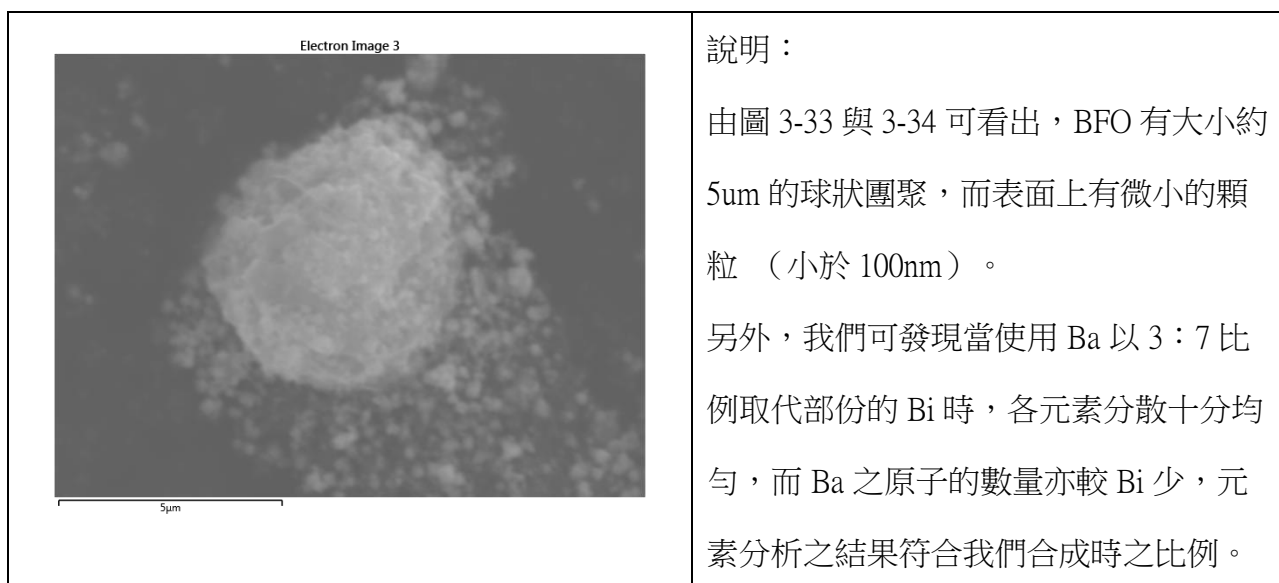 Electron Image 3
5μm
說明：
由圖 3-33 與 3-34 可看出，BFO 有大小約
5um 的球狀團聚，而表面上有微小的顆
粒 （小於 100nm）。
另外，我們可發現當使用 Ba 以 3：7 比
例取代部份的 Bi 時，各元素分散十分均
勻，而 Ba 之原子的數量亦較 Bi 少，元
素分析之結果符合我們合成時之比例。